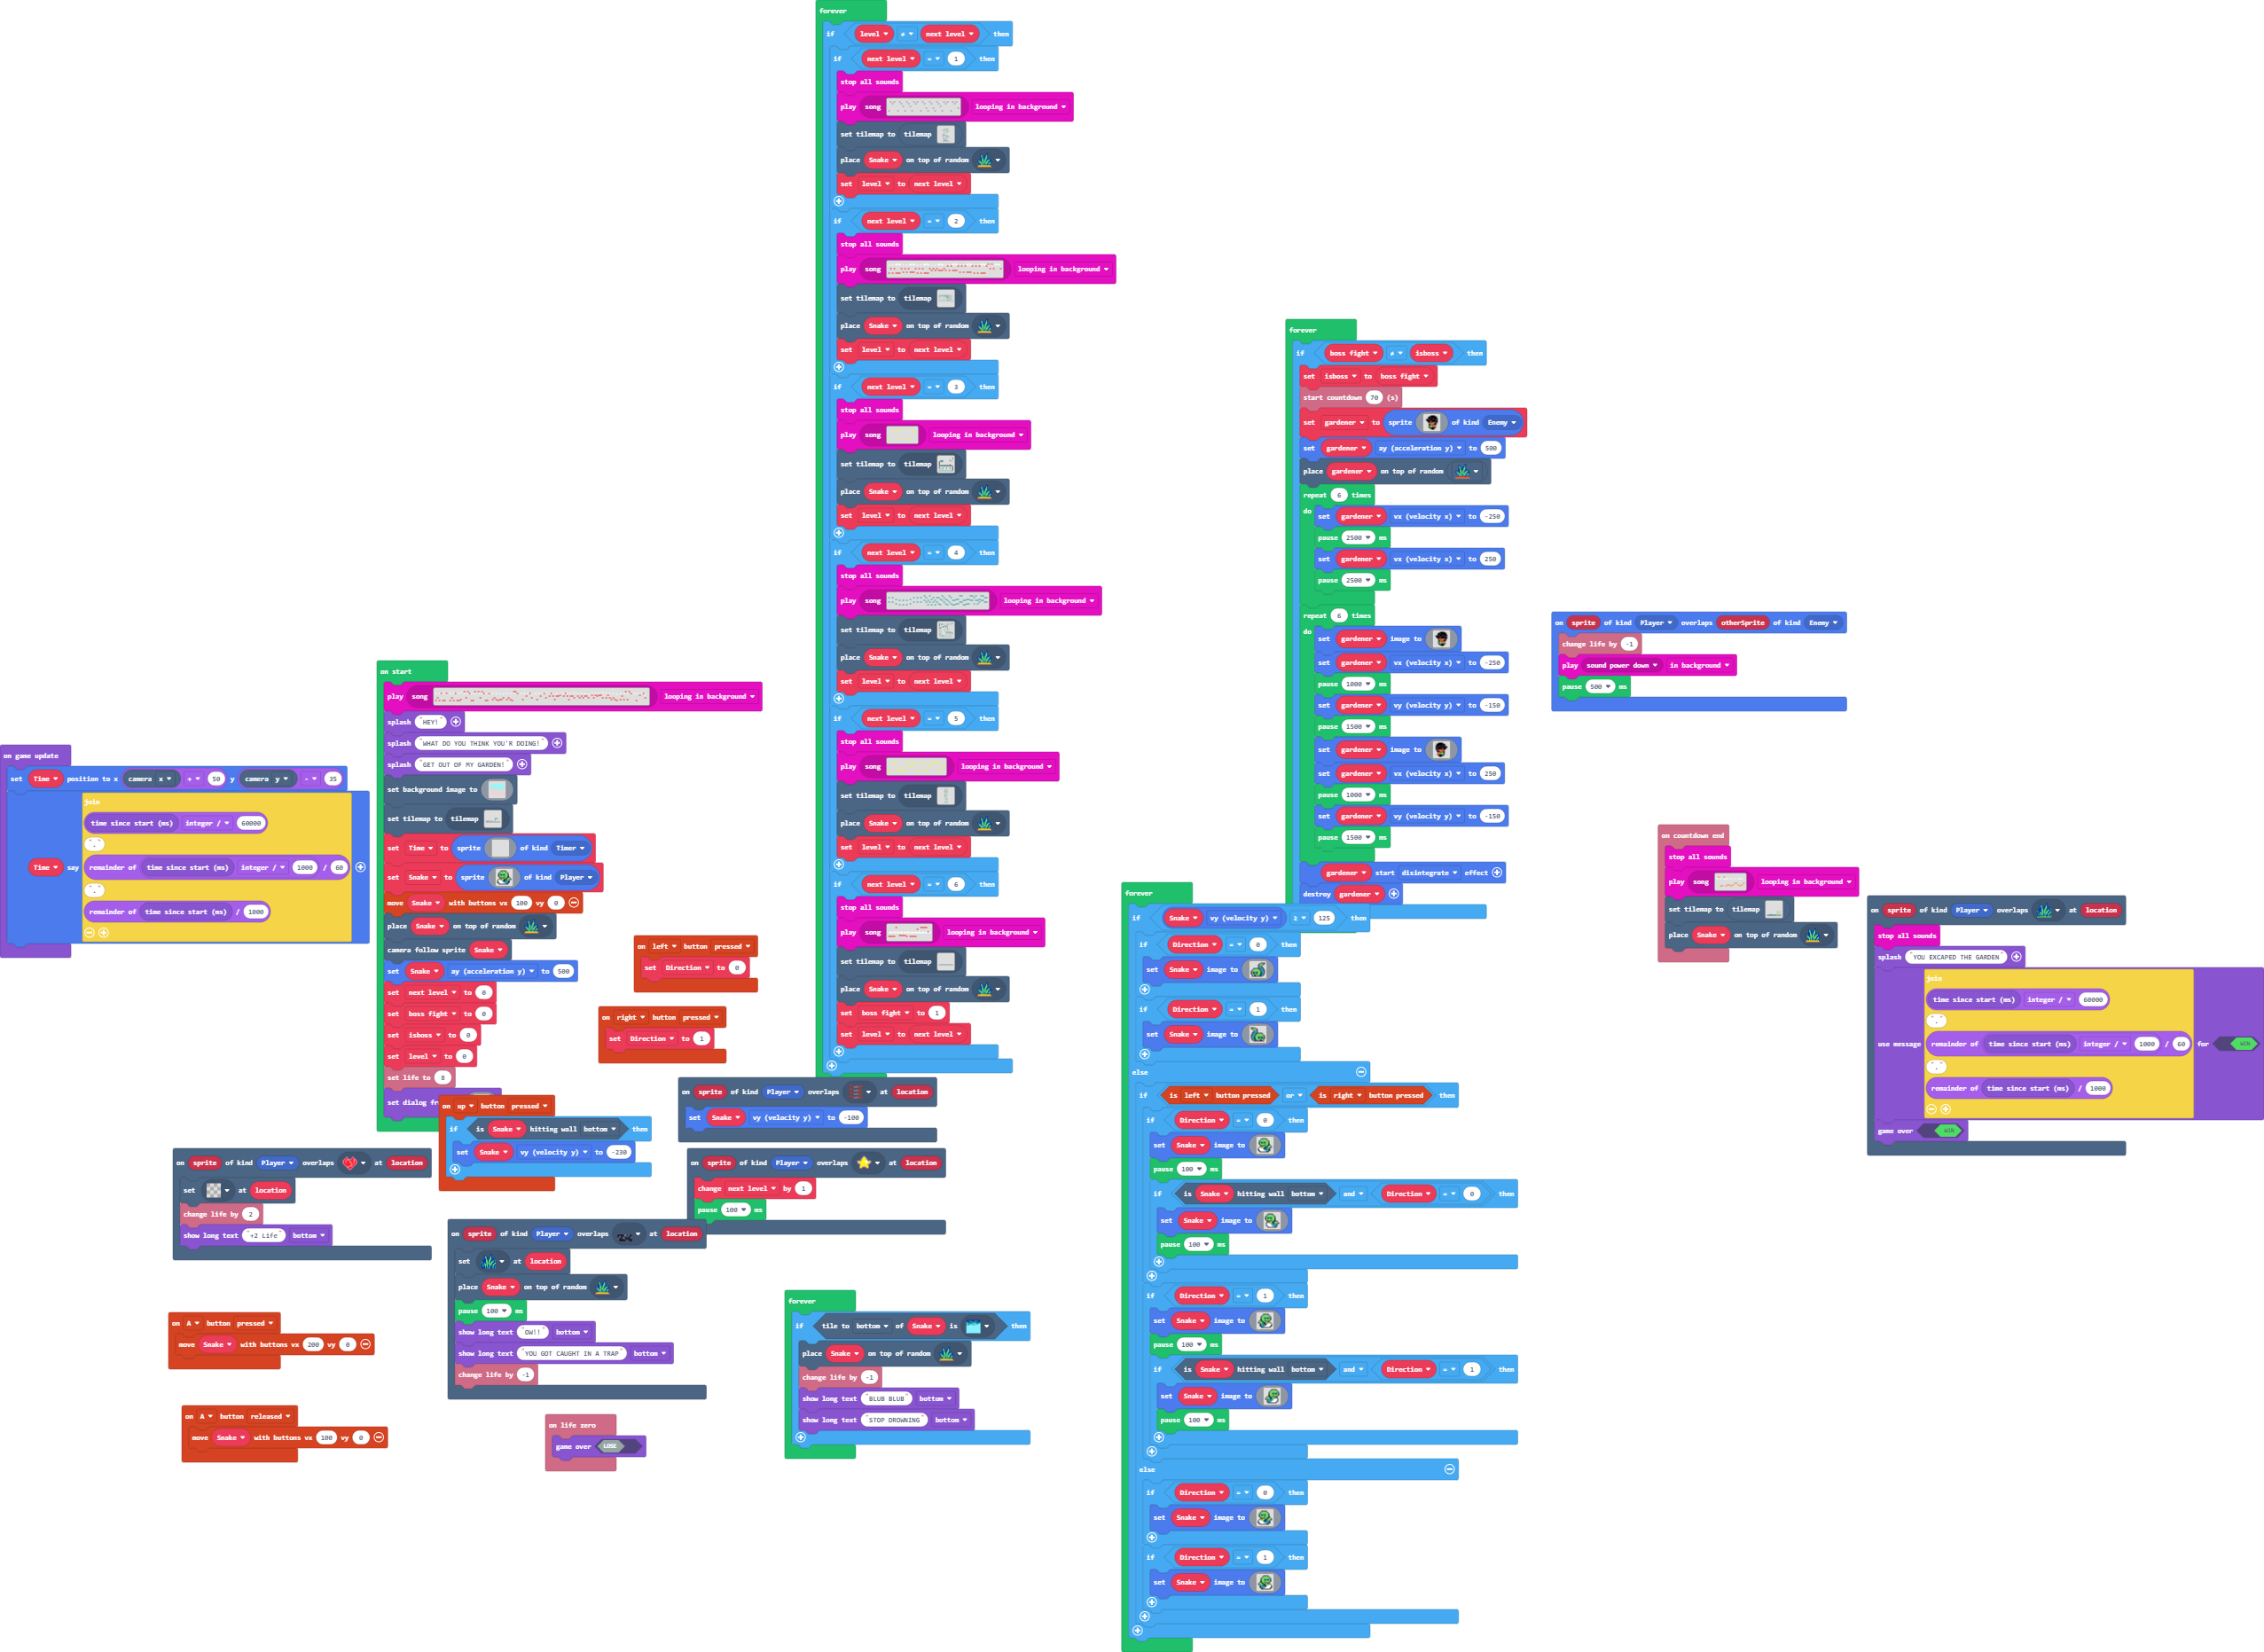 on game update
set Time position to x camera x + 50 y camera y - 35
Time say
join
time since start (ms) integer / 60000
"."
remainder of time since start (ms) integer / 1000 / 60
"."
remainder of time since start (ms) / 1000
on start
play song looping in background
splash "HEY!"
splash "WHAT DO YOU THINK YOU'R DOING!"
splash "GET OUT OF MY GARDEN!"
set background image to
set tilemap to tilemap
set Time to sprite of kind Timer
set Snake to sprite of kind Player
move Snake with buttons vx 100 vy 0
place Snake on top of random
camera follow sprite Snake
set Snake ay (acceleration y) to 500
set next level to 0
set boss fight to 0
set isboss to 0
set level to 0
set life to 8
set dialog fr
on left button pressed
set Direction to 0
on right button pressed
set Direction to 1
on up button pressed
if is Snake hitting wall bottom then
set Snake vy (velocity y) to -230
on sprite of kind Player overlaps at location
set at location
change life by 2
show long text "+2 Life" bottom
on A button pressed
move Snake with buttons vx 200 vy 0
on A button released
move Snake with buttons vx 100 vy 0
on sprite of kind Player overlaps at location
set Snake vy (velocity y) to -100
on sprite of kind Player overlaps at location
change next level by 1
pause 100 ms
on sprite of kind Player overlaps at location
set at location
place Snake on top of random
pause 100 ms
show long text "OW!!" bottom
show long text "YOU GOT CAUGHT IN A TRAP" bottom
change life by -1
on life zero
game over LOSE
forever
if tile to bottom of Snake is then
place Snake on top of random
change life by -1
show long text "BLUB BLUB" bottom
show long text "STOP DROWNING" bottom
forever
if level ≠ next level then
if next level = 1 then
stop all sounds
play song looping in background
set tilemap to tilemap
place Snake on top of random
set level to next level
if next level = 2 then
stop all sounds
play song looping in background
set tilemap to tilemap
place Snake on top of random
set level to next level
if next level = 3 then
stop all sounds
play song looping in background
set tilemap to tilemap
place Snake on top of random
set level to next level
if next level = 4 then
stop all sounds
play song looping in background
set tilemap to tilemap
place Snake on top of random
set level to next level
if next level = 5 then
stop all sounds
play song looping in background
set tilemap to tilemap
place Snake on top of random
set level to next level
if next level = 6 then
stop all sounds
play song looping in background
set tilemap to tilemap
place Snake on top of random
set boss fight to 1
set level to next level
forever
if boss fight ≠ isboss then
set isboss to boss fight
start countdown 70 (s)
set gardener to sprite of kind Enemy
set gardener ay (acceleration y) to 500
place gardener on top of random
repeat 6 times
do set gardener vx (velocity x) to -250
pause 2500 ms
set gardener vx (velocity x) to 250
pause 2500 ms
repeat 6 times
do set gardener image to
set gardener vx (velocity x) to -250
pause 1000 ms
set gardener vy (velocity y) to -150
pause 1500 ms
set gardener image to
set gardener vx (velocity x) to 250
pause 1000 ms
set gardener vy (velocity y) to -150
pause 1500 ms
gardener start disintegrate effect
destroy gardener
forever
if Snake vy (velocity y) ≥ 125 then
if Direction = 0 then
set Snake image to
if Direction = 1 then
set Snake image to
else
if is left button pressed or is right button pressed then
if Direction = 0 then
set Snake image to
pause 100 ms
if is Snake hitting wall bottom and Direction = 0 then
set Snake image to
pause 100 ms
if Direction = 1 then
set Snake image to
pause 100 ms
if is Snake hitting wall bottom and Direction = 1 then
set Snake image to
pause 100 ms
else
if Direction = 0 then
set Snake image to
if Direction = 1 then
set Snake image to
on sprite of kind Player overlaps otherSprite of kind Enemy
change life by -1
play sound power down in background
pause 500 ms
on countdown end
stop all sounds
play song looping in background
set tilemap to tilemap
place Snake on top of random
on sprite of kind Player overlaps at location
stop all sounds
splash "YOU EXCAPED THE GARDEN"
use message
join
time since start (ms) integer / 60000
"."
remainder of time since start (ms) integer / 1000 / 60
"."
remainder of time since start (ms) / 1000
for WIN
game over WIN